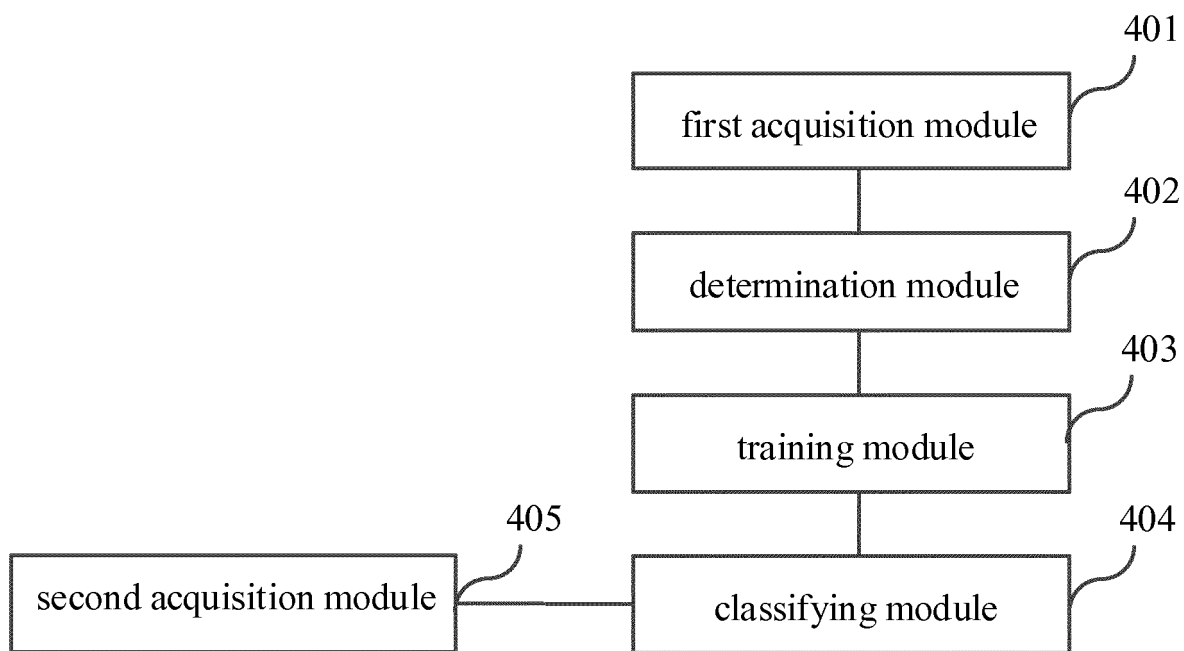 401
first acquisition module
402
determination module
403
training module
405
404
second acquisition module
classifying module